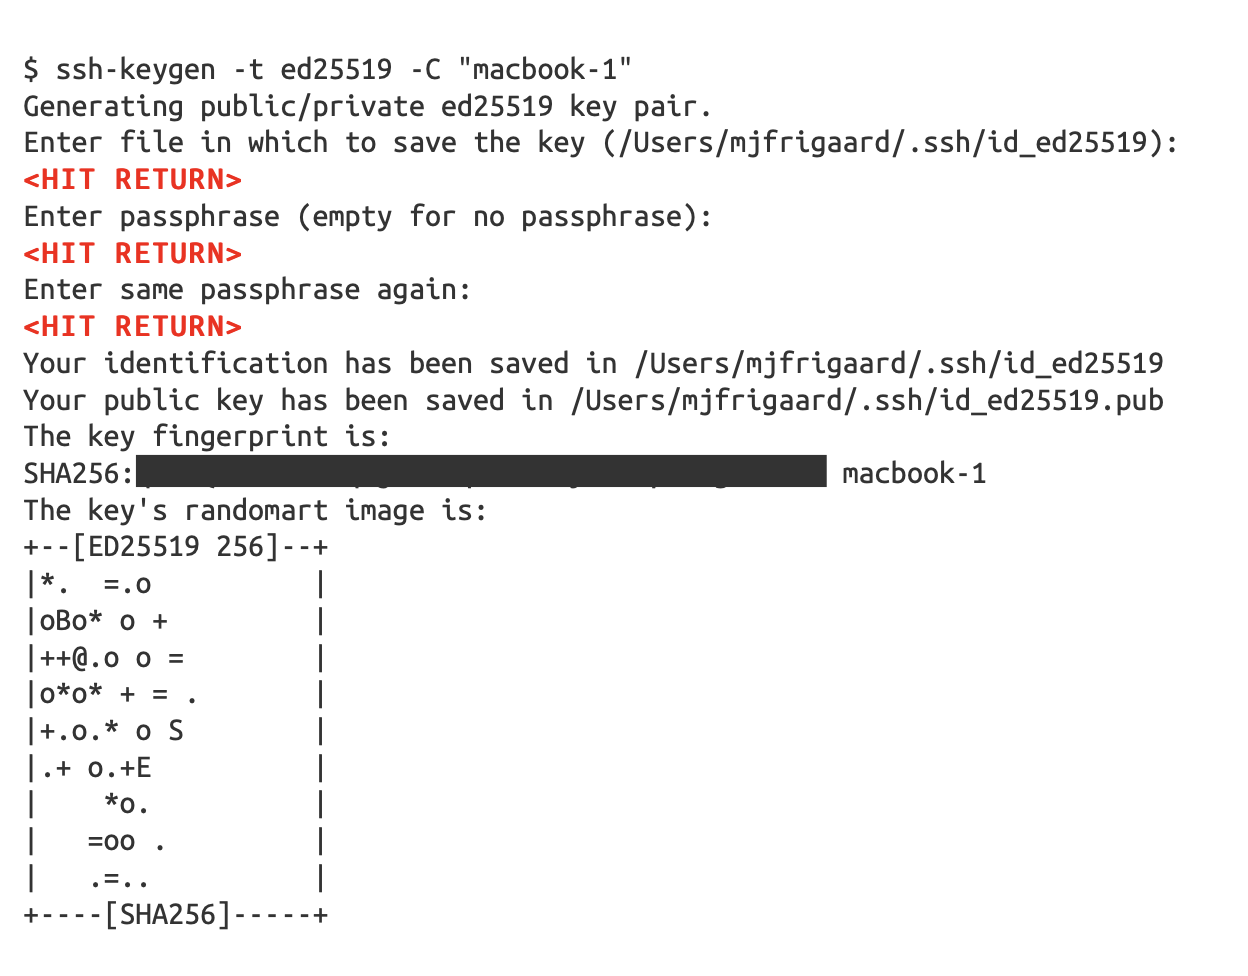 $ ssh-keygen -t ed25519 -C "macbook-1"
Generating public/private ed25519 key pair.
Enter file in which to save the key (/Users/mjfrigaard/.ssh/id_ed25519):
<HIT RETURN>
Enter passphrase (empty for no passphrase):
<HIT RETURN>
Enter same passphrase again:
<HIT RETURN>
Your identification has been saved in /Users/mjfrigaard/.ssh/id_ed25519
Your public key has been saved in /Users/mjfrigaard/.ssh/id_ed25519.pub
The key fingerprint is:
SHA256: macbook-1
The key's randomart image is:
+--[ED25519 256]--+
|*.  =.o          |
|oBo* o +         |
|++@.o o =        |
|o*o* + = .       |
|+.o.* o S        |
|.+ o.+E          |
|    *o.          |
|   =oo .         |
|   .=..          |
+----[SHA256]-----+